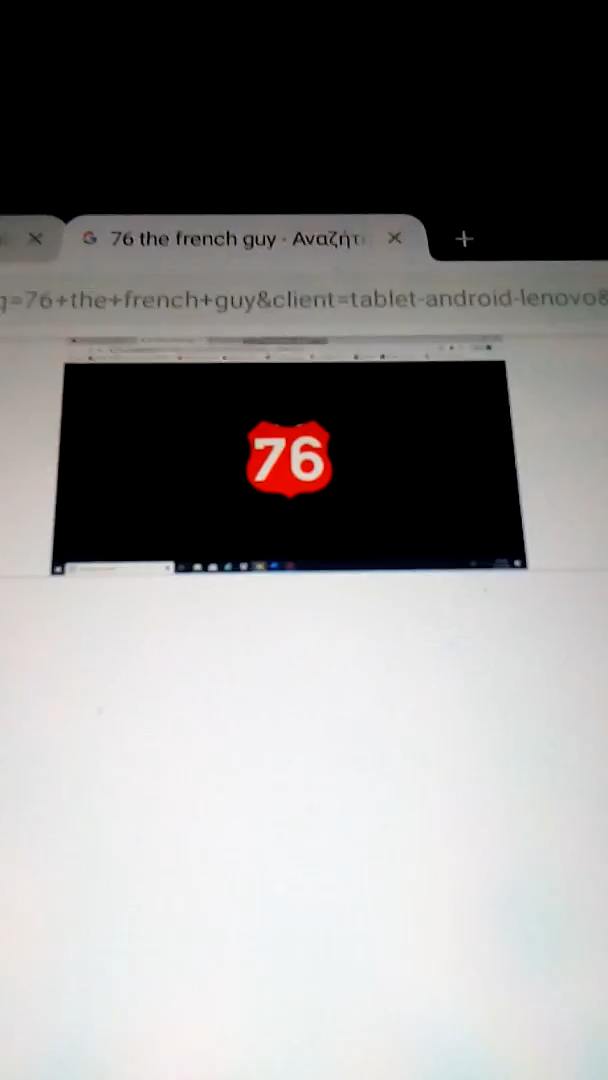 76 the french guy - Αναζήτ
q=76+the+french+guy&client=tablet-android-lenovo&
76